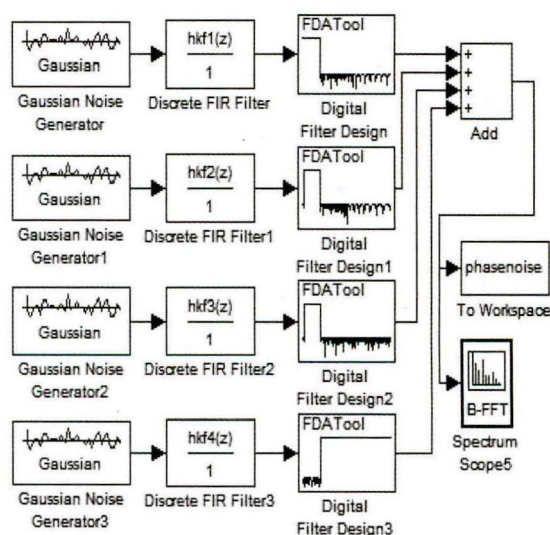 Gaussian
Gaussian Noise
Generator
hkf1(z)
1
Discrete FIR Filter
FDATool
Digital
Filter Design
+
+
+
+
Add
Gaussian
Gaussian Noise
Generator1
hkf2(z)
1
Discrete FIR Filter1
FDATool
Digital
Filter Design1
phasenoise
To Workspace
Gaussian
Gaussian Noise
Generator2
hkf3(z)
1
Discrete FIR Filter2
FDATool
Digital
Filter Design2
B-FFT
Spectrum
Scope5
Gaussian
Gaussian Noise
Generator3
hkf4(z)
1
Discrete FIR Filter3
FDATool
Digital
Filter Design3